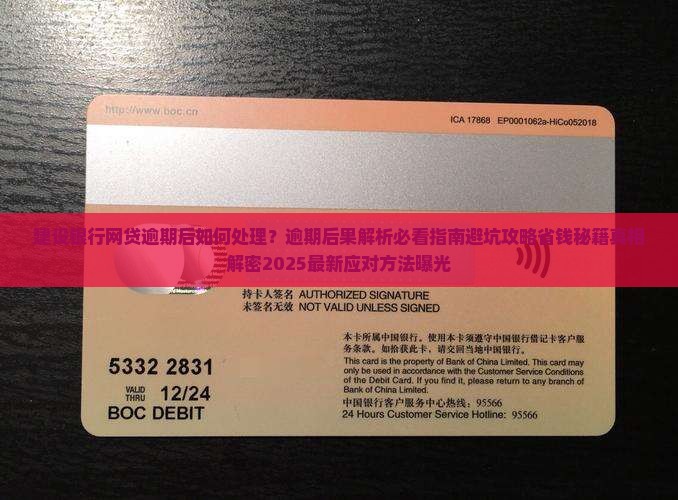 http://www.boc.cn
ICA 17868 EP0001062a-HiCo052018
建设银行网贷逾期后如何处理？逾期后果解析必看指南避坑攻略省钱秘籍
解密2025最新应对方法曝光
持卡人签名 AUTHORIZED SIGNATURE
未签名无效 NOT VALID UNLESS SIGNED
本卡所属中国银行。使用本卡须遵守中国银行借记卡客户服
务条款。如拾获此卡，请交回当地中国银行。
This card is the property of Bank of China Limited. This card may
only be used in accordance with the Customer Service Conditions
of the Debit Card. If you find it, please return to any branch of
Bank of China Limited.
中国银行客户服务中心热线：95566
24 Hours Customer Service Hotline: 95566
5332 2831
VALID
THRU 12/24
BOC DEBIT